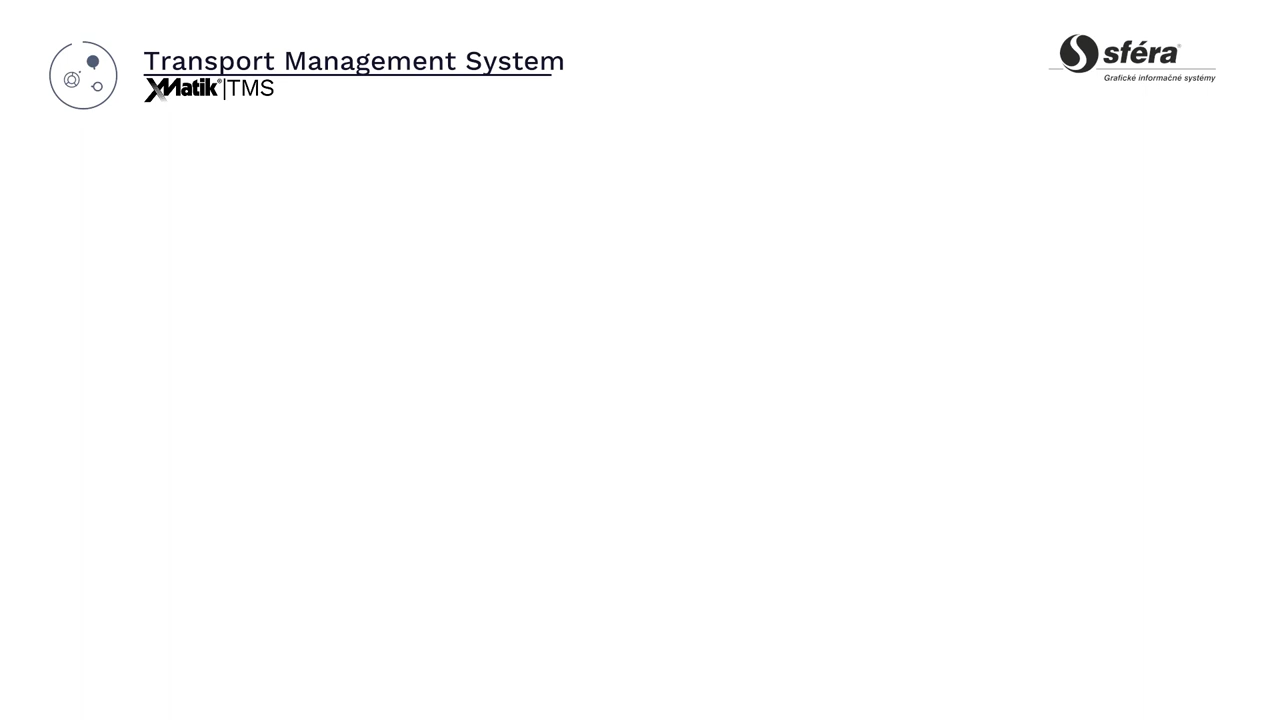 Transport Management System
XMatik®|TMS
sféra®
Grafické informačné systémy